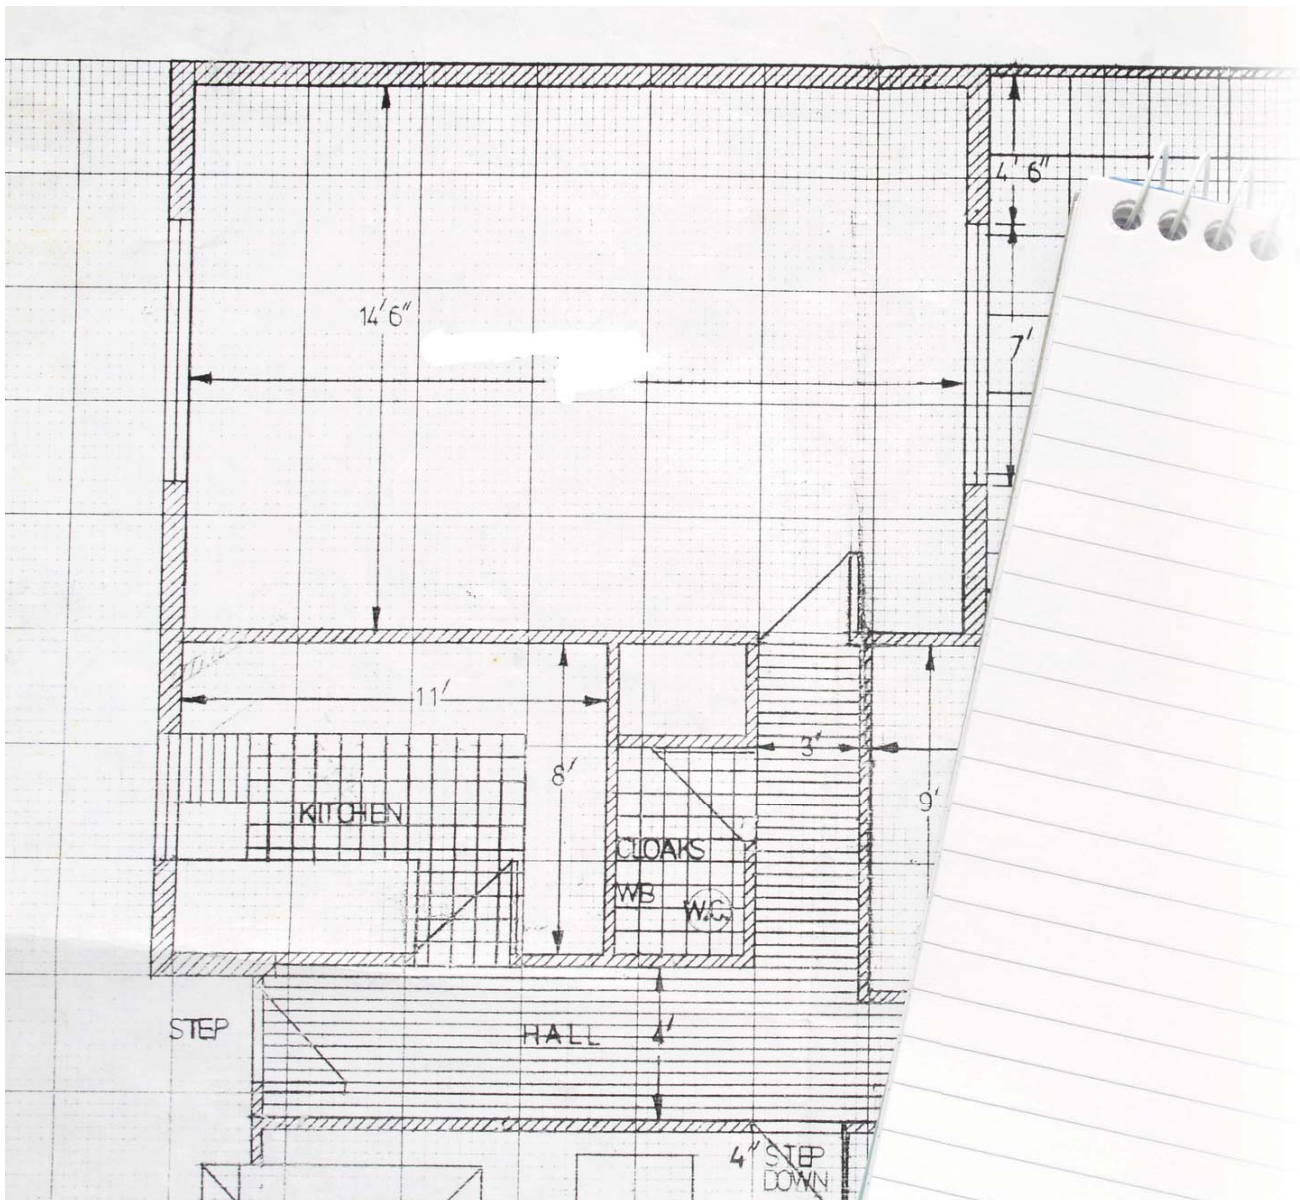 4' 6"
14' 6"
7'
11'
3'
8'
9'
KITCHEN
CLOAKS
WB
W.C.
STEP
HALL
4'
4" STEP
DOWN